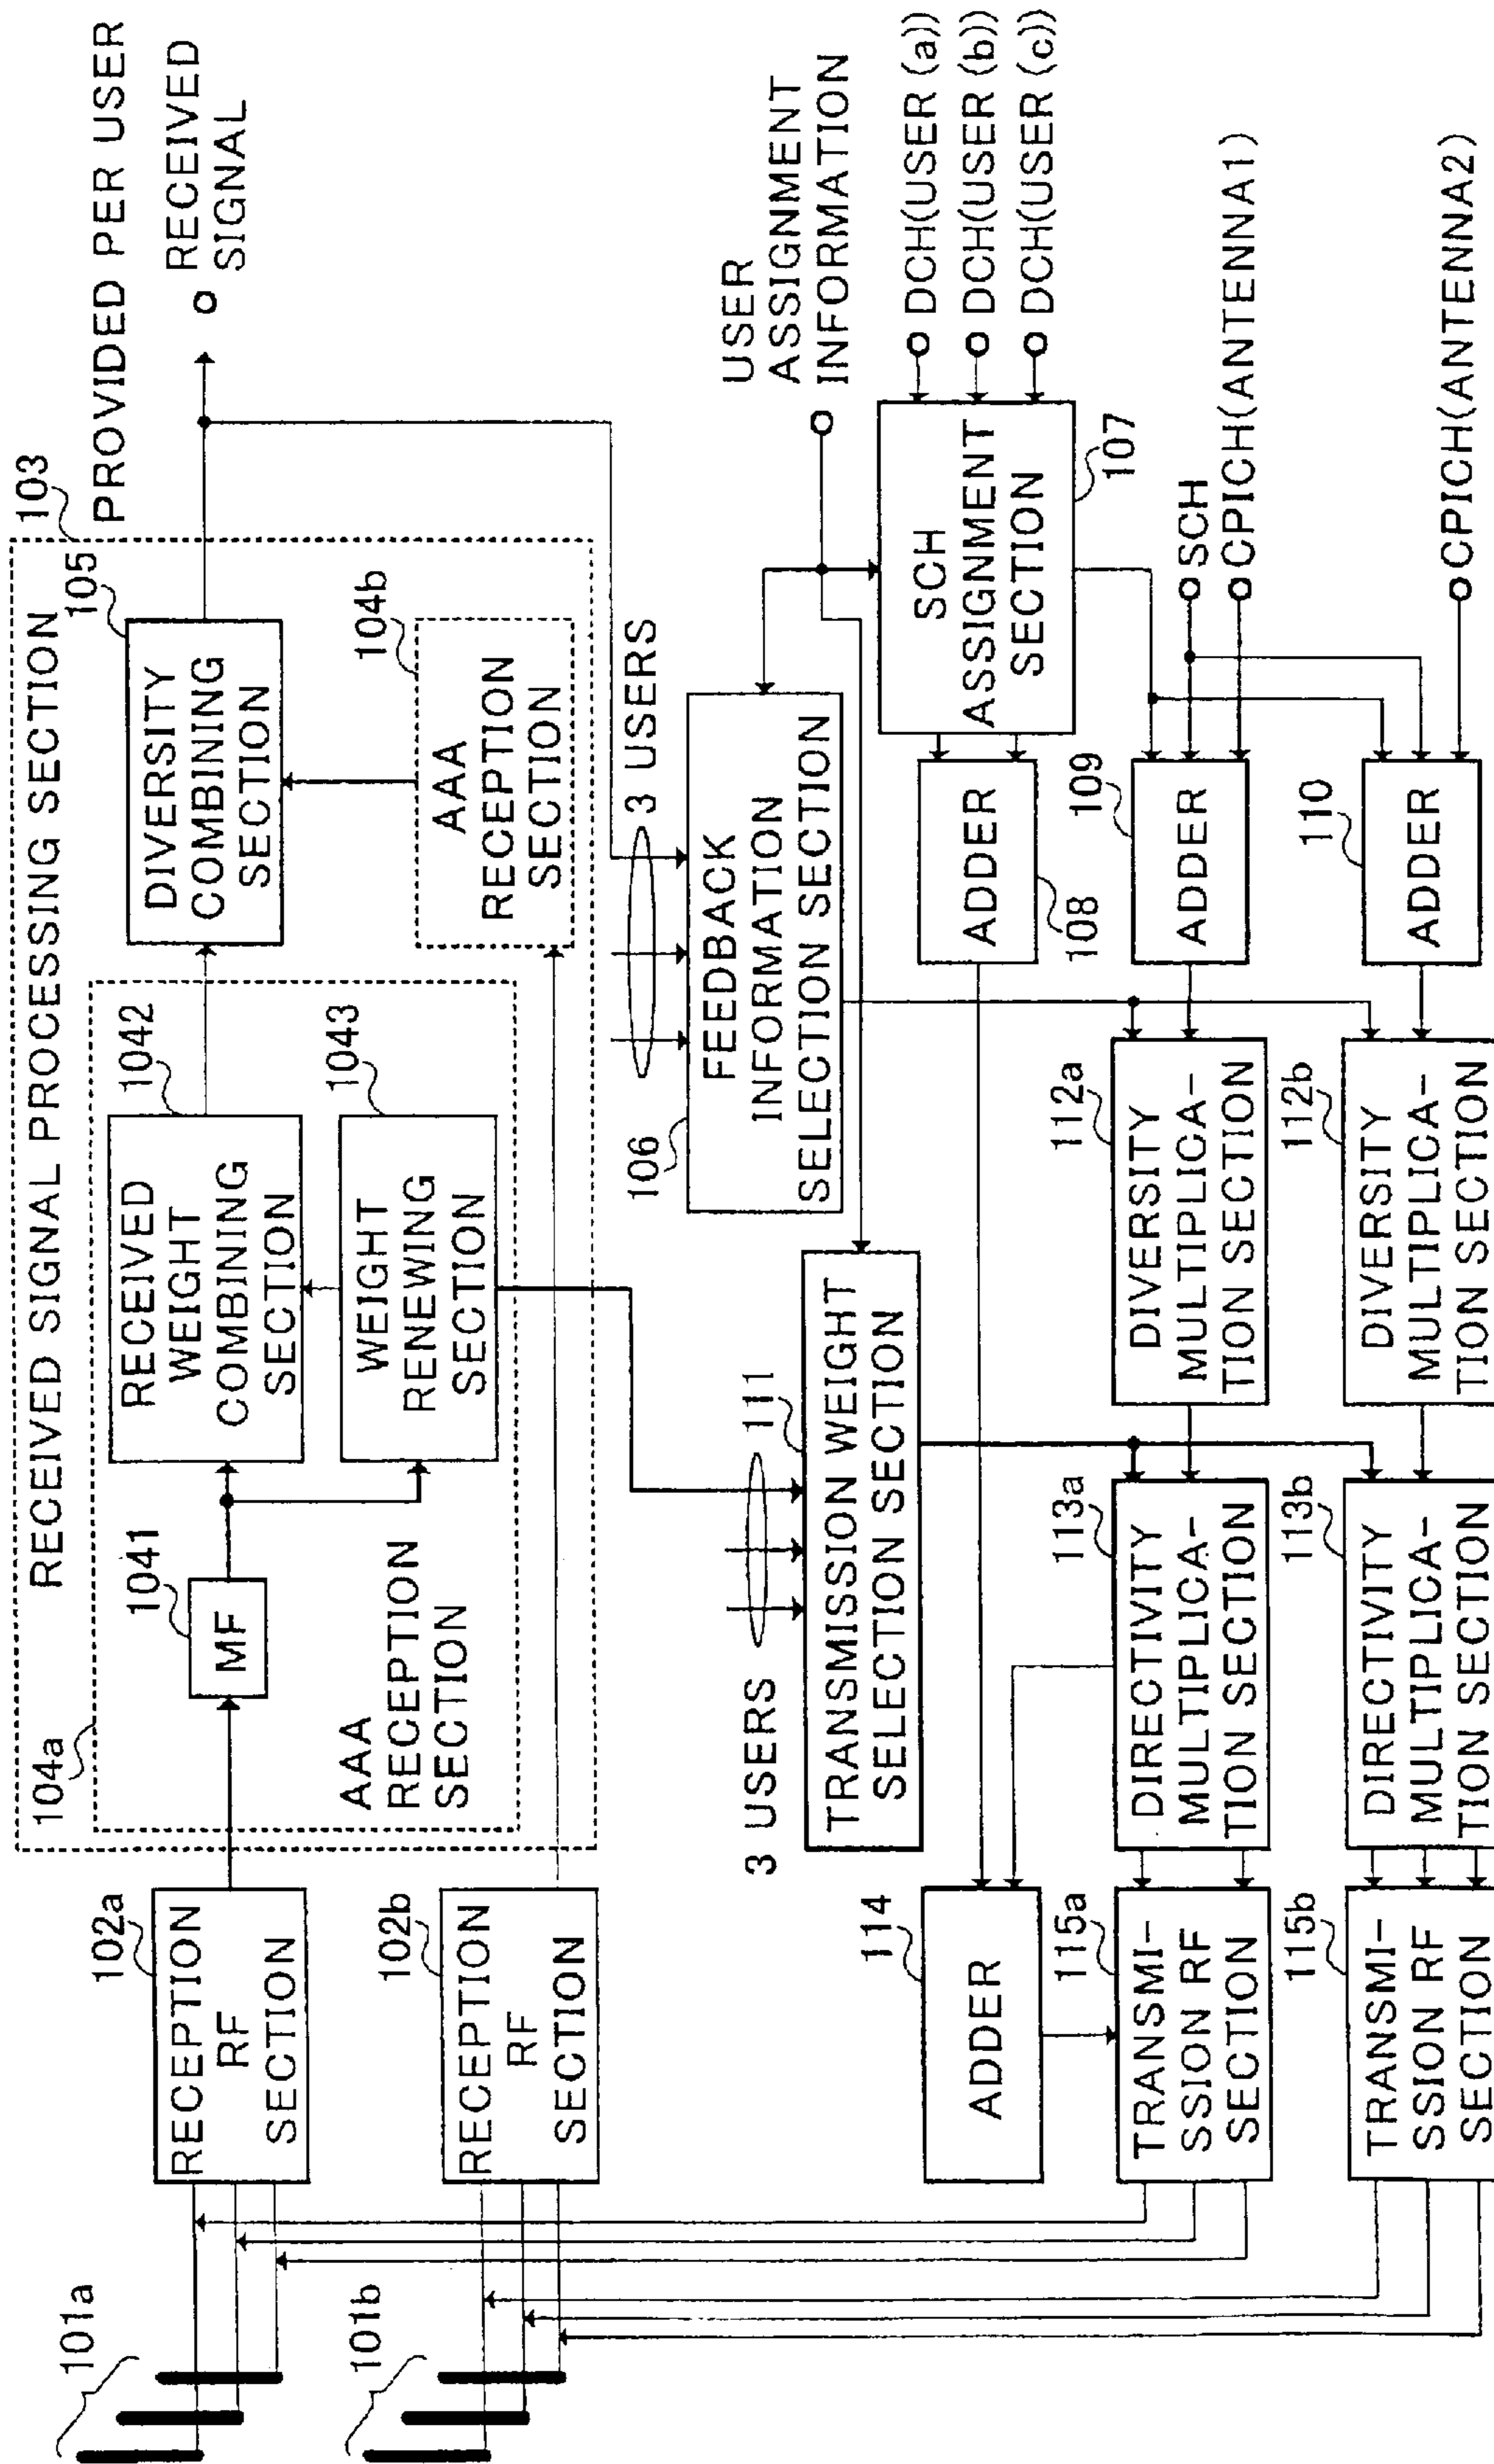 PROVIDED PER USER
RECEIVED SIGNAL PROCESSING SECTION
103
104a
101a
102a
RECEPTION
RF
SECTION
1041
MF
1042
RECEIVED
WEIGHT
COMBINING
SECTION
1043
WEIGHT
RENEWING
SECTION
AAA
RECEPTION
SECTION
105
DIVERSITY
COMBINING
SECTION
RECEIVED
SIGNAL
104b
AAA
RECEPTION
SECTION
101b
102b
RECEPTION
RF
SECTION
3 USERS
106
FEEDBACK
INFORMATION
SELECTION SECTION
USER
ASSIGNMENT
INFORMATION
3 USERS
111
TRANSMISSION WEIGHT
SELECTION SECTION
SCH
ASSIGNMENT
SECTION
107
DCH(USER(a))
DCH(USER(b))
DCH(USER(c))
114
ADDER
ADDER
108
115a
TRANSMI-
SSION RF
SECTION
113a
DIRECTIVITY
MULTIPLICA-
TION SECTION
112a
DIVERSITY
MULTIPLICA-
TION SECTION
109
ADDER
SCH
CPICH(ANTENNA1)
115b
TRANSMI-
SSION RF
SECTION
113b
DIRECTIVITY
MULTIPLICA-
TION SECTION
112b
DIVERSITY
MULTIPLICA-
TION SECTION
110
ADDER
CPICH(ANTENNA2)